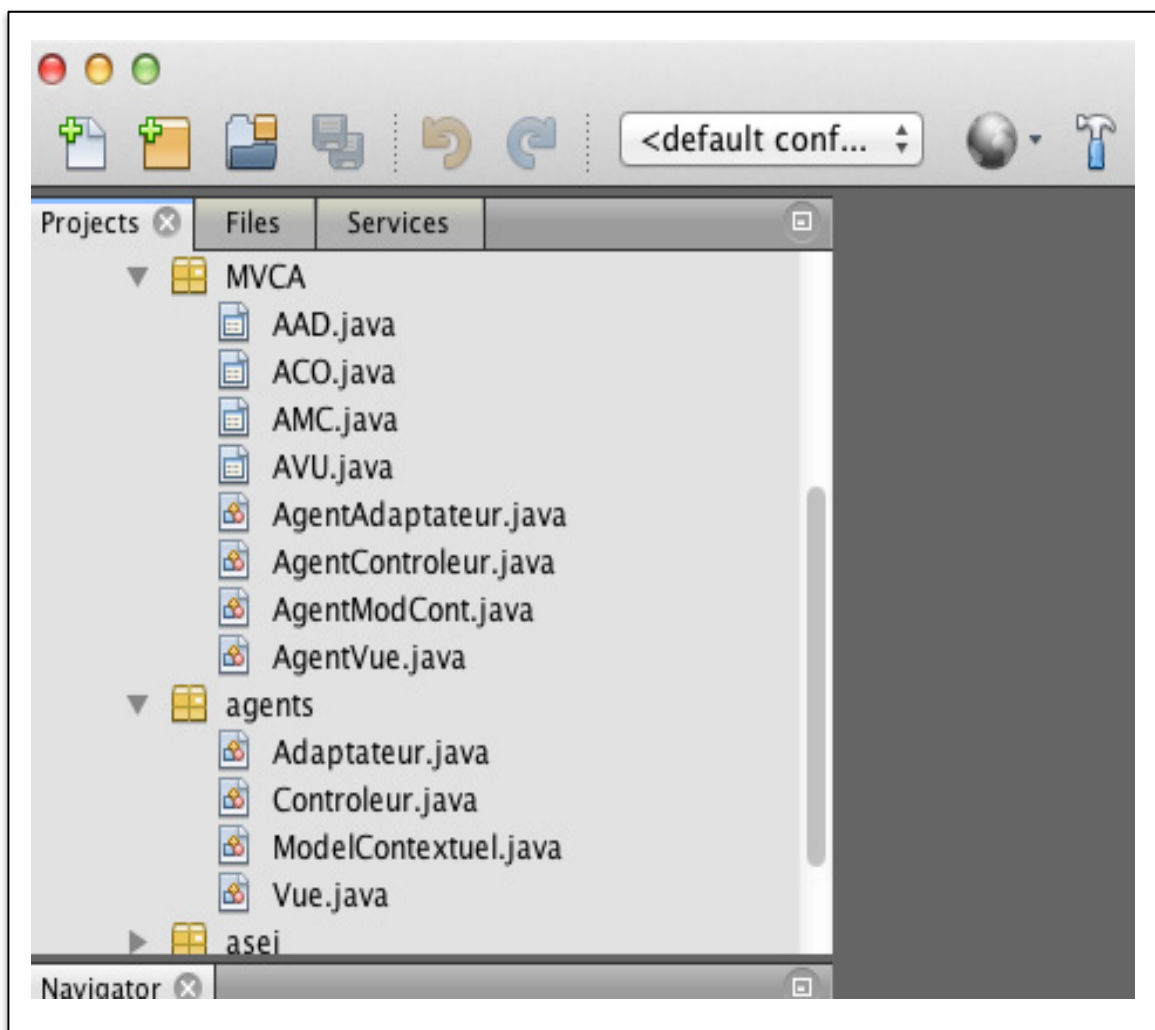 <default conf...
Projects Files Services
MVCA
AAD.java
ACO.java
AMC.java
AVU.java
AgentAdaptateur.java
AgentControleur.java
AgentModCont.java
AgentVue.java
agents
Adaptateur.java
Controleur.java
ModelContextuel.java
Vue.java
asei
Navigator